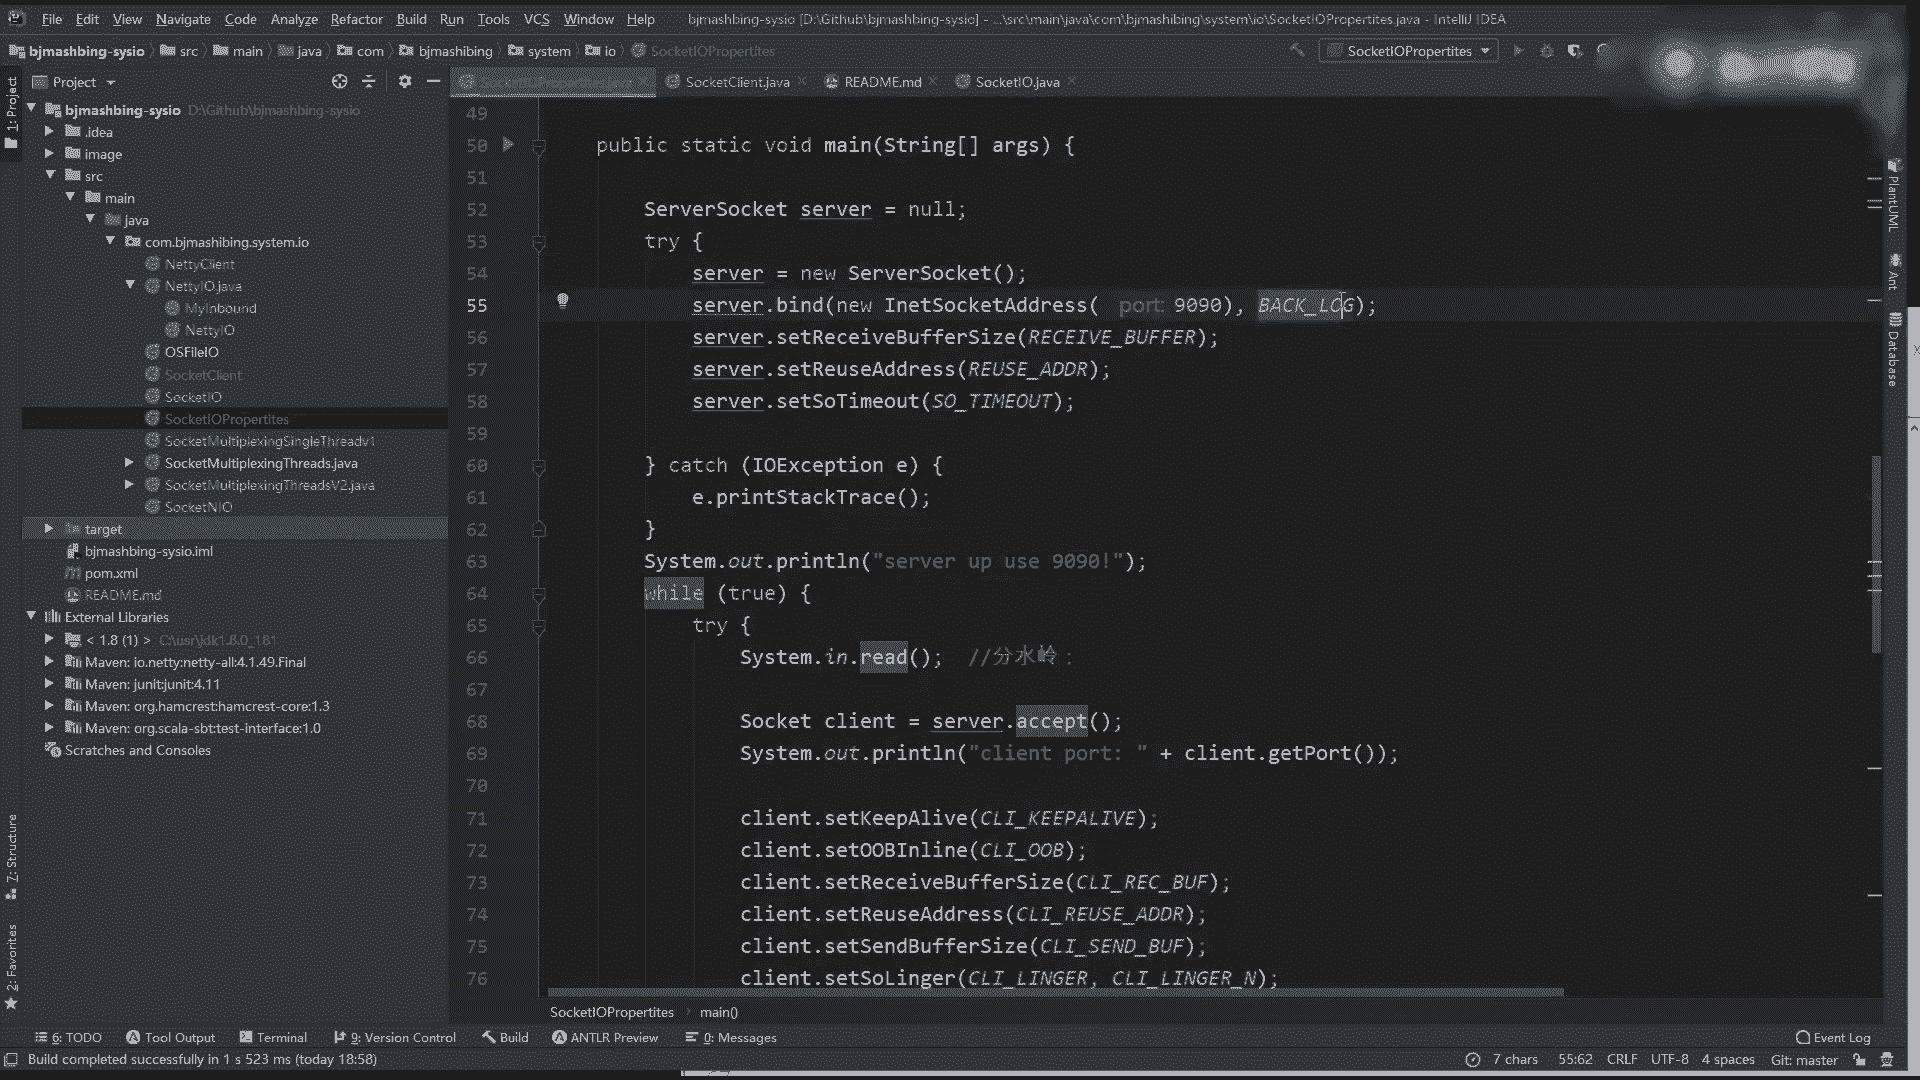 File Edit View Navigate Code Analyze Refactor Build Run Tools VCS Window Help bjmashbing-sysio [D:\Github\bjmashbing-sysio] - ...\src\main\java\com\bjmashibing\system\io\SocketIOPropertites.java - IntelliJ IDEA
bjmashbing-sysio src main java com bjmashibing system io SocketIOPropertites SocketIOPropertites
Project SocketIOPropertites.java SocketClient.java README.md SocketIO.java
1: Project
bjmashbing-sysio D:\Github\bjmashbing-sysio
.idea
image
src
main
java
com.bjmashibing.system.io
NettyClient
NettyIO.java
MyInbound
NettyIO
OSFileIO
SocketClient
SocketIO
SocketIOPropertites
SocketMultiplexingSingleThreadv1
SocketMultiplexingThreads.java
SocketMultiplexingThreadsV2.java
SocketNIO
target
bjmashbing-sysio.iml
pom.xml
README.md
External Libraries
< 1.8 (1) > C:\usr\jdk1.8.0_181
Maven: io.netty:netty-all:4.1.49.Final
Maven: junit:junit:4.11
Maven: org.hamcrest:hamcrest-core:1.3
Maven: org.scala-sbt:test-interface:1.0
Scratches and Consoles
7: Structure
2: Favorites
49
50 public static void main(String[] args) {
51
52 ServerSocket server = null;
53 try {
54 server = new ServerSocket();
55 server.bind(new InetSocketAddress( port: 9090), BACK_LOG);
56 server.setReceiveBufferSize(RECEIVE_BUFFER);
57 server.setReuseAddress(REUSE_ADDR);
58 server.setSoTimeout(SO_TIMEOUT);
59
60 } catch (IOException e) {
61 e.printStackTrace();
62 }
63 System.out.println("server up use 9090!");
64 while (true) {
65 try {
66 System.in.read(); //分水岭：
67
68 Socket client = server.accept();
69 System.out.println("client port: " + client.getPort());
70
71 client.setKeepAlive(CLI_KEEPALIVE);
72 client.setOOBInline(CLI_OOB);
73 client.setReceiveBufferSize(CLI_REC_BUF);
74 client.setReuseAddress(CLI_REUSE_ADDR);
75 client.setSendBufferSize(CLI_SEND_BUF);
76 client.setSoLinger(CLI_LINGER, CLI_LINGER_N);
SocketIOPropertites main()
PlantUML
Ant
Database
6: TODO Tool Output Terminal 9: Version Control Build ANTLR Preview 0: Messages Event Log
Build completed successfully in 1 s 523 ms (today 18:58) 7 chars 55:62 CRLF UTF-8 4 spaces Git: master